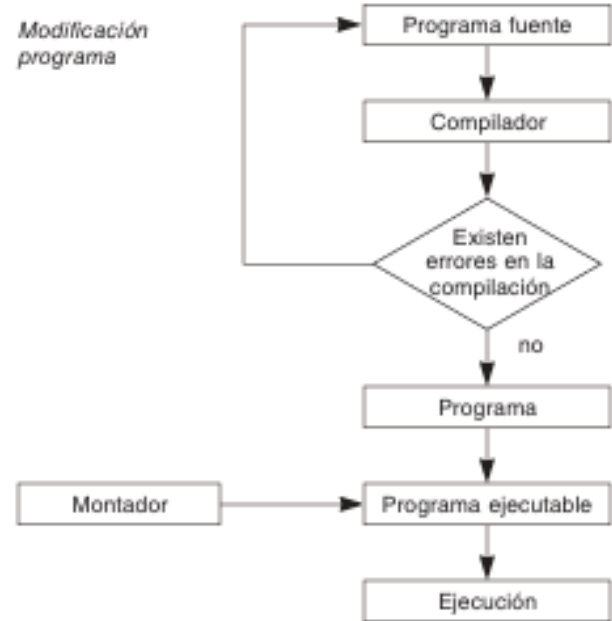 Modificación
programa
Programa fuente
Compilador
Existen
errores en la
compilación
no
Programa
Montador
Programa ejecutable
Ejecución